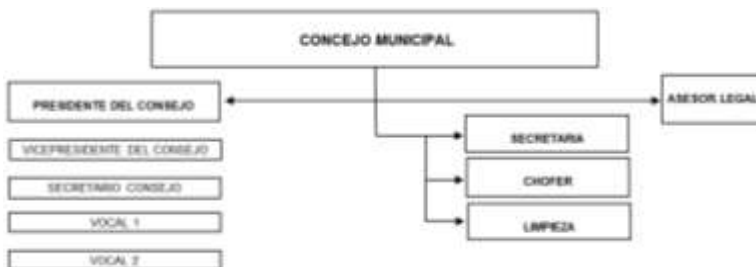 CONCEJO MUNICIPAL
PRESIDENTE DEL CONSEJO
ASESOR LEGAL
VICEPRESIDENTE DEL CONSEJO
SECRETARIA
SECRETARIO CONSEJO
CHOFER
VOCAL 1
LIMPIEZA
VOCAL 2